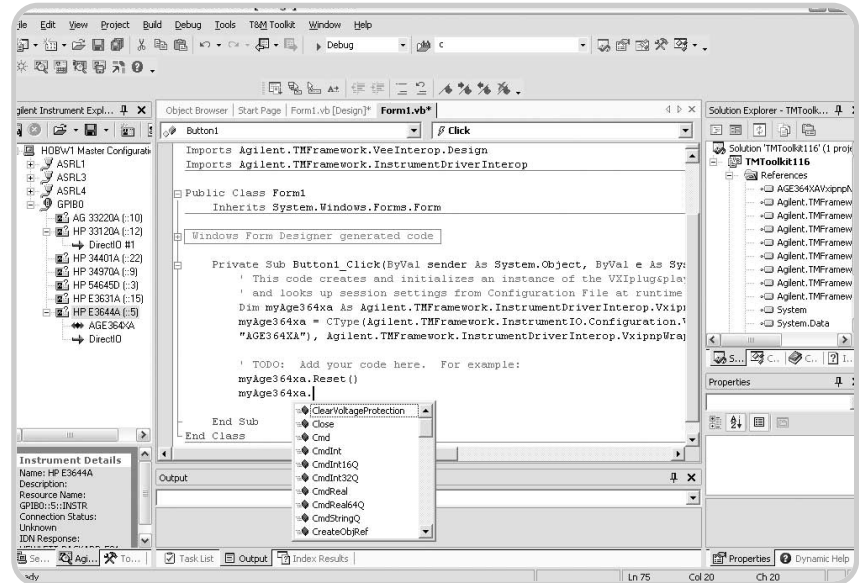 File Edit View Project Build Debug Tools T&M Toolkit Window Help
Debug
c
Agilent Instrument Expl...
HOBW1 Master Configurati
ASRL1
ASRL3
ASRL4
GPIB0
AG 33220A (::10)
HP 33120A (::12)
DirectIO #1
HP 34401A (::22)
HP 34970A (::9)
HP 54645D (::3)
HP E3631A (::15)
HP E3644A (::5)
AGE364XA
DirectIO
Instrument Details
Name: HP E3644A
Description:
Resource Name:
GPIB0::5::INSTR
Connection Status:
Unknown
IDN Response:
Se... Agi... To...
Object Browser Start Page Form1.vb [Design]* Form1.vb*
Button1 Click
Imports Agilent.TMFramework.VeeInterop.Design
Imports Agilent.TMFramework.InstrumentDriverInterop
Public Class Form1
Inherits System.Windows.Forms.Form
Windows Form Designer generated code
Private Sub Button1_Click(ByVal sender As System.Object, ByVal e As Sys
' This code creates and initializes an instance of the VXIplug&play
' and looks up session settings from Configuration File at runtime
Dim myAge364xa As Agilent.TMFramework.InstrumentDriverInterop.Vxip
myAge364xa = CType(Agilent.TMFramework.InstrumentIO.Configuration.V
"AGE364XA"), Agilent.TMFramework.InstrumentDriverInterop.VxipnpWrap
' TODO: Add your code here. For example:
myAge364xa.Reset()
myAge364xa.
End Sub
End Class
ClearVoltageProtection
Close
Cmd
CmdInt
CmdInt16Q
CmdInt32Q
CmdReal
CmdReal64Q
CmdStringQ
CreateObjRef
Output
Task List Output Index Results
Solution Explorer - TMToolk...
Solution 'TMToolkit116' (1 proje
TMToolkit116
References
AGE364XAVxipnpN
Agilent.TMFramew
Agilent.TMFramew
Agilent.TMFramew
Agilent.TMFramew
Agilent.TMFramew
Agilent.TMFramew
Agilent.TMFramew
System
System.Data
S... C... C... I...
Properties
Properties Dynamic Help
Ln 75 Col 20 Ch 20